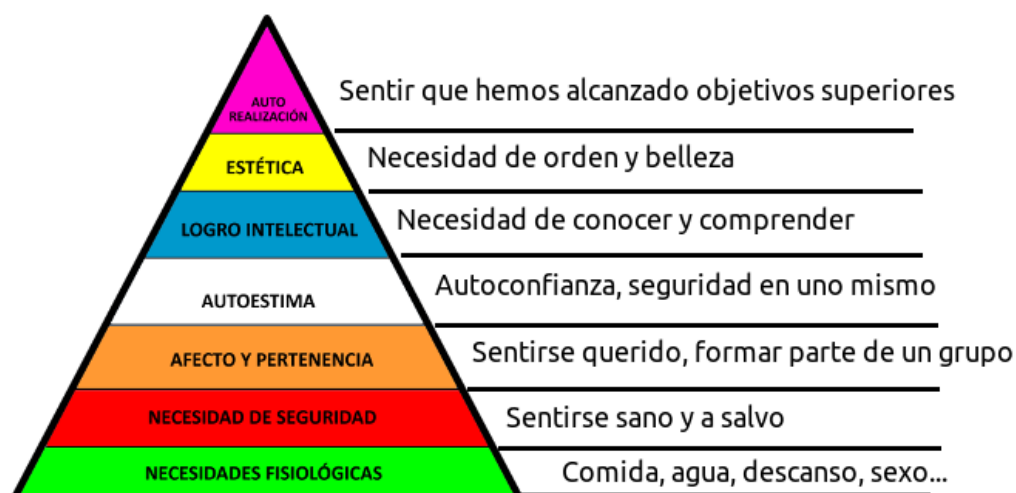 Sentir que hemos alcanzado objetivos superiores
AUTO
REALIZACIÓN
Necesidad de orden y belleza
ESTÉTICA
Necesidad de conocer y comprender
LOGRO INTELECTUAL
Autoconfianza, seguridad en uno mismo
AUTOESTIMA
Sentirse querido, formar parte de un grupo
AFECTO Y PERTENENCIA
Sentirse sano y a salvo
NECESIDAD DE SEGURIDAD
Comida, agua, descanso, sexo...
NECESIDADES FISIOLÓGICAS